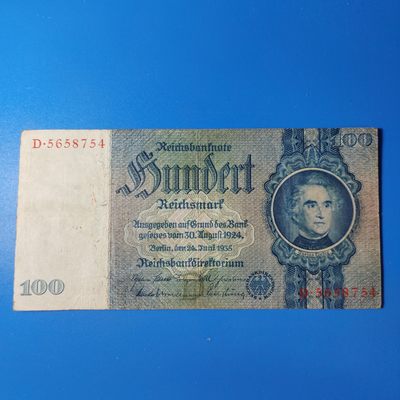 D·5658754
Reichsbanknote
100
Hundert
Reichsmark
Ausgegeben auf Grund des Bank-
gesetzes vom 30. August 1924
Berlin, den 24. Juni 1935
Reichsbankdirektorium
100
D·5658754